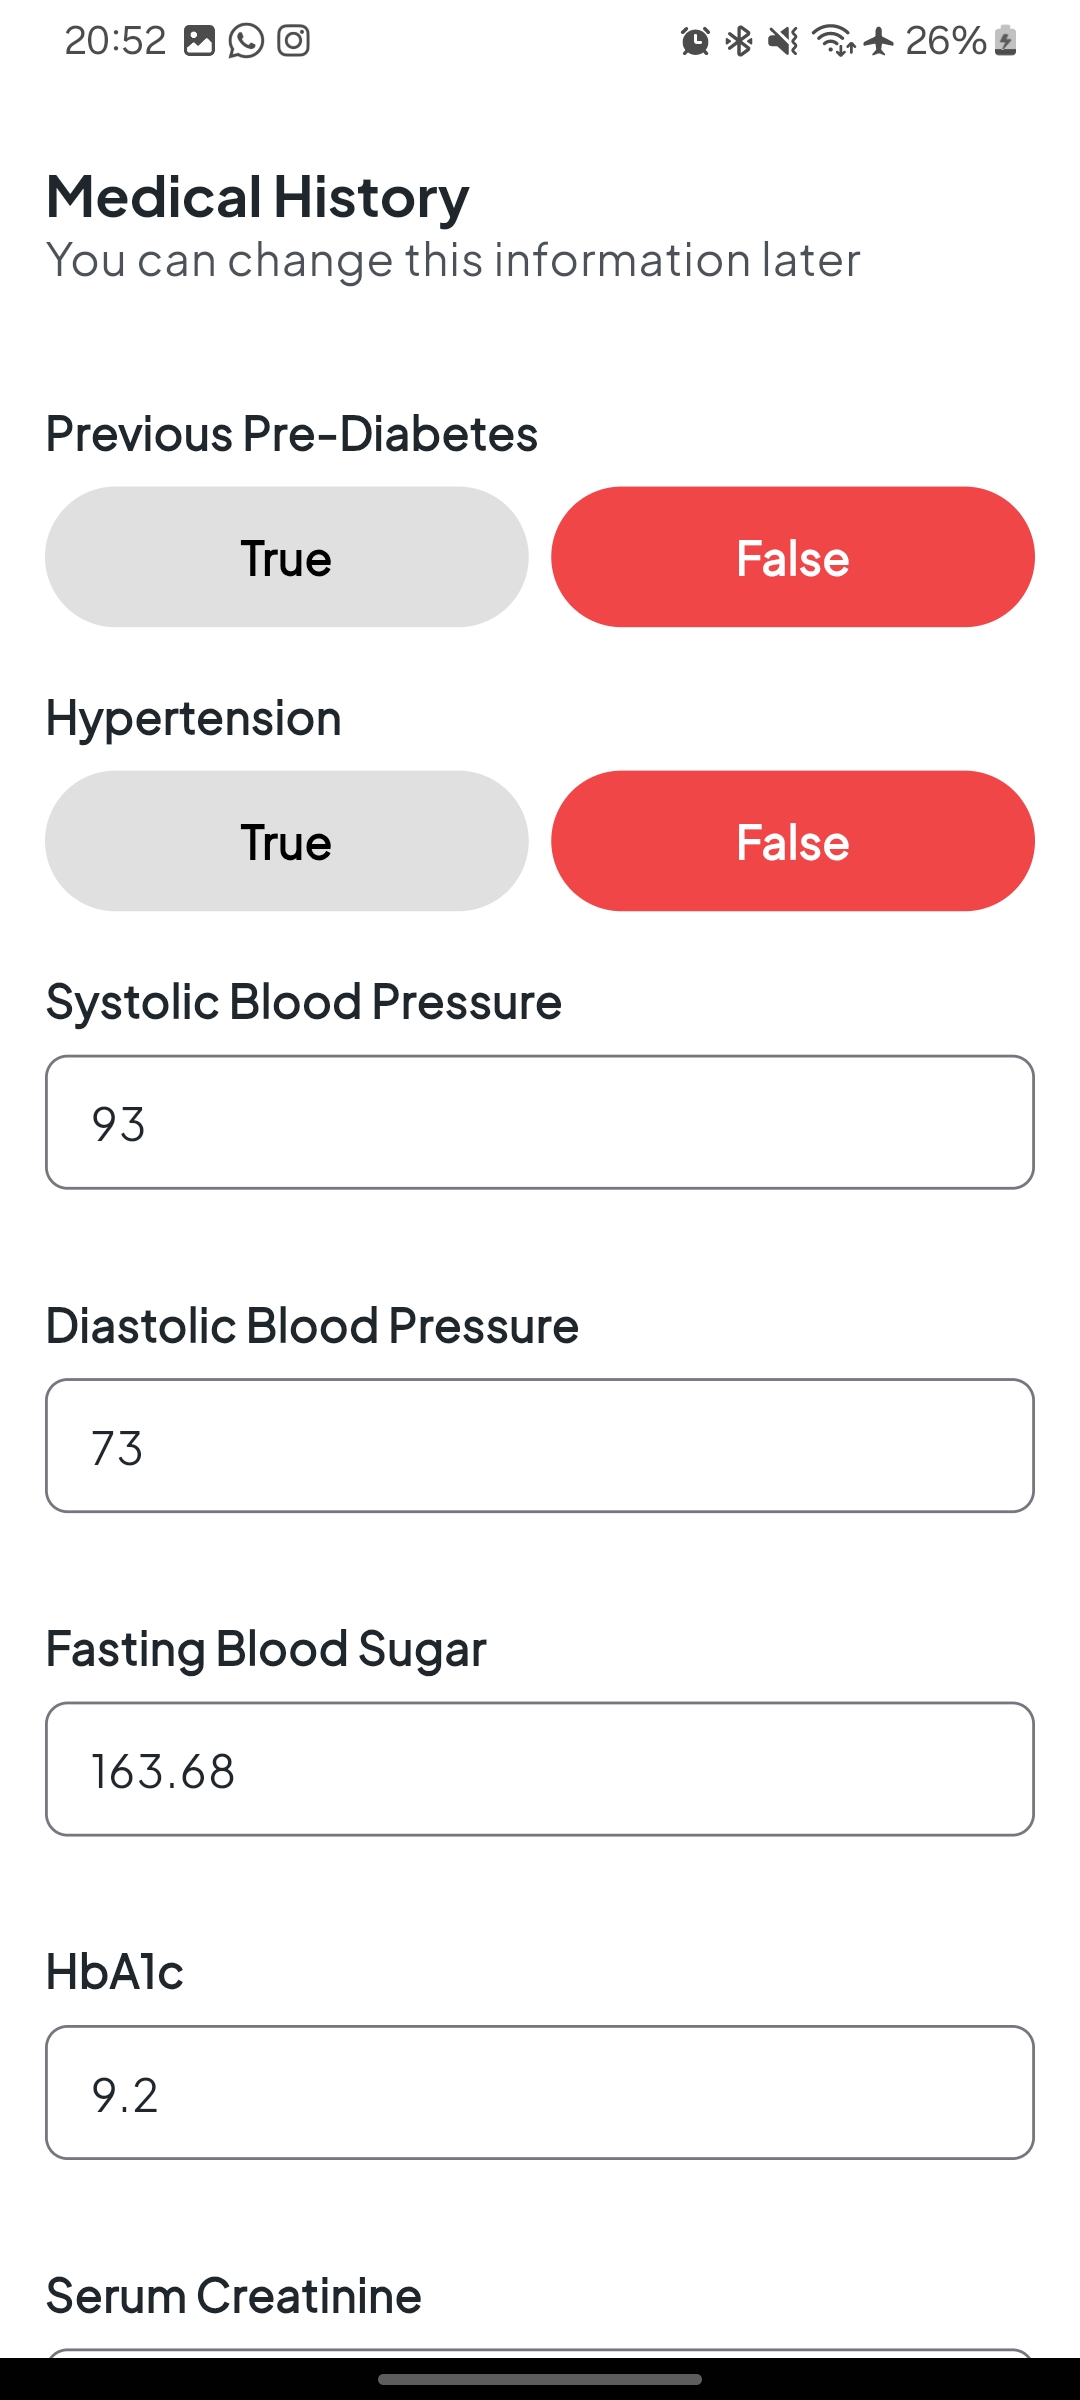 20:52 26%
Medical History
You can change this information later
Previous Pre-Diabetes
True False
Hypertension
True False
Systolic Blood Pressure
93
Diastolic Blood Pressure
73
Fasting Blood Sugar
163.68
HbA1c
9.2
Serum Creatinine